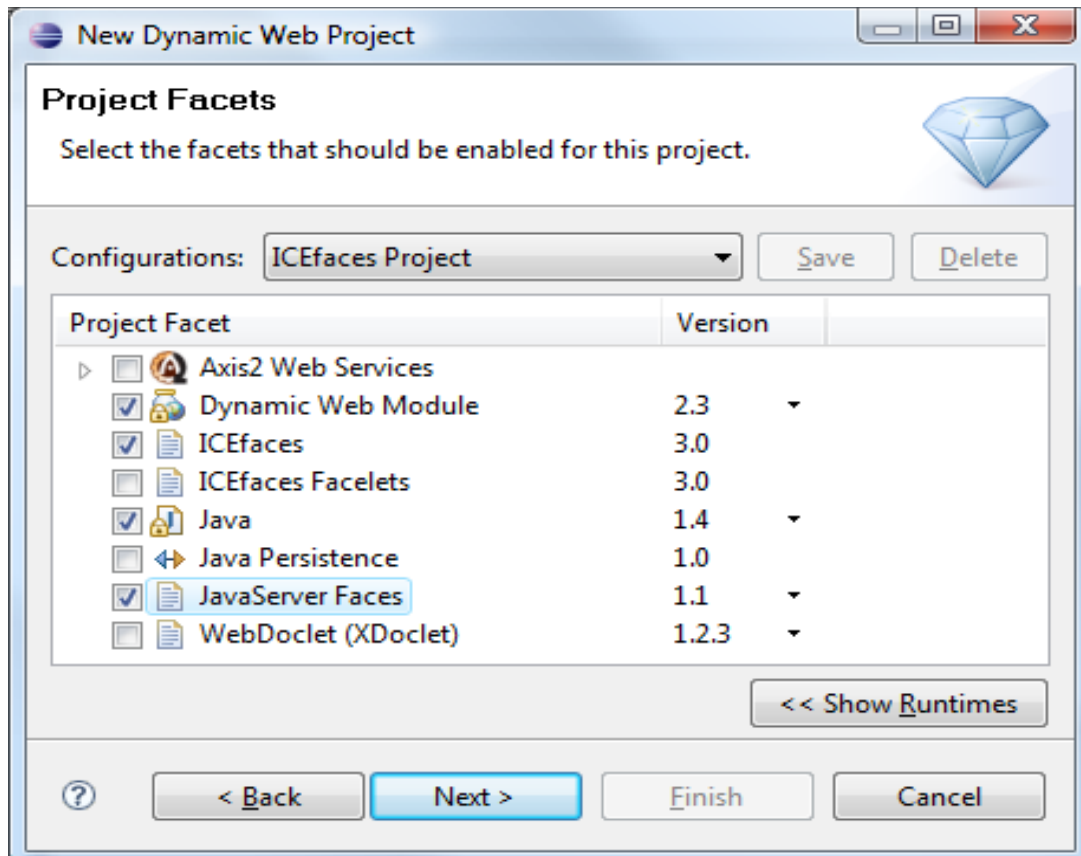 New Dynamic Web Project
Project Facets
Select the facets that should be enabled for this project.
Configurations: ICEfaces Project Save Delete
Project Facet Version
Axis2 Web Services
Dynamic Web Module 2.3
ICEfaces 3.0
ICEfaces Facelets 3.0
Java 1.4
Java Persistence 1.0
JavaServer Faces 1.1
WebDoclet (XDoclet) 1.2.3
<< Show Runtimes
? < Back Next > Finish Cancel